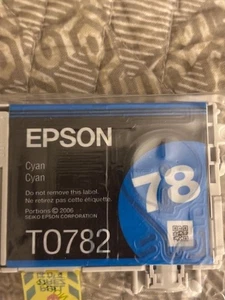 EPSON
Cyan
Cyan
78
Do not remove this label.
Ne retirez pas cette étiquette.
Portions © 2006
SEIKO EPSON CORPORATION
T0782